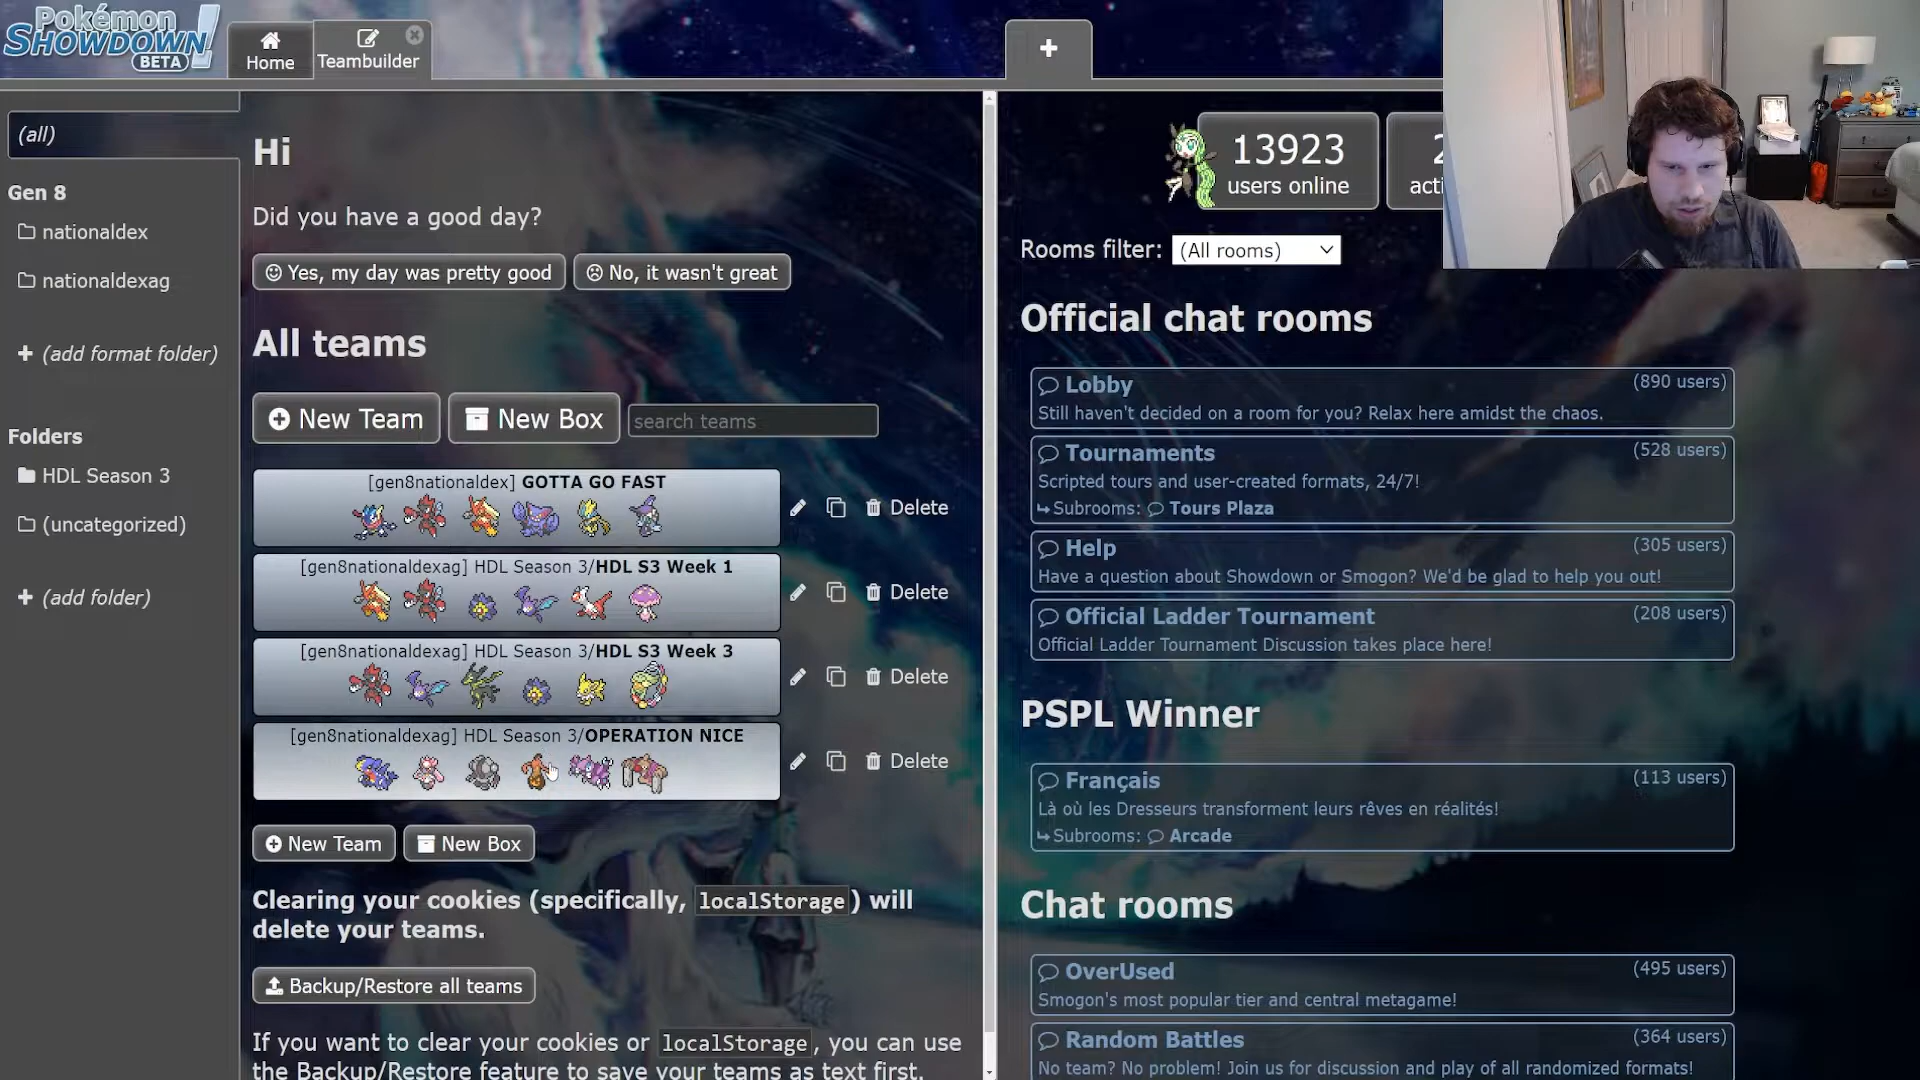 Pokémon
SHOWDOWN!
BETA
Home
Teambuilder
+
(all)
Gen 8
nationaldex
nationaldexag
+ (add format folder)
Folders
HDL Season 3
(uncategorized)
+ (add folder)
Hi
Did you have a good day?
Yes, my day was pretty good
No, it wasn't great
All teams
New Team
New Box
search teams
[gen8nationaldex] GOTTA GO FAST
Delete
[gen8nationaldexag] HDL Season 3/HDL S3 Week 1
Delete
[gen8nationaldexag] HDL Season 3/HDL S3 Week 3
Delete
[gen8nationaldexag] HDL Season 3/OPERATION NICE
Delete
New Team
New Box
Clearing your cookies (specifically, localStorage) will
delete your teams.
Backup/Restore all teams
If you want to clear your cookies or localStorage, you can use
the Backup/Restore feature to save your teams as text first.
13923
users online
2
acti
Rooms filter: (All rooms)
Official chat rooms
Lobby (890 users)
Still haven't decided on a room for you? Relax here amidst the chaos.
Tournaments (528 users)
Scripted tours and user-created formats, 24/7!
Subrooms: Tours Plaza
Help (305 users)
Have a question about Showdown or Smogon? We'd be glad to help you out!
Official Ladder Tournament (208 users)
Official Ladder Tournament Discussion takes place here!
PSPL Winner
Français (113 users)
Là où les Dresseurs transforment leurs rêves en réalités!
Subrooms: Arcade
Chat rooms
OverUsed (495 users)
Smogon's most popular tier and central metagame!
Random Battles (364 users)
No team? No problem! Join us for discussion and play of all randomized formats!